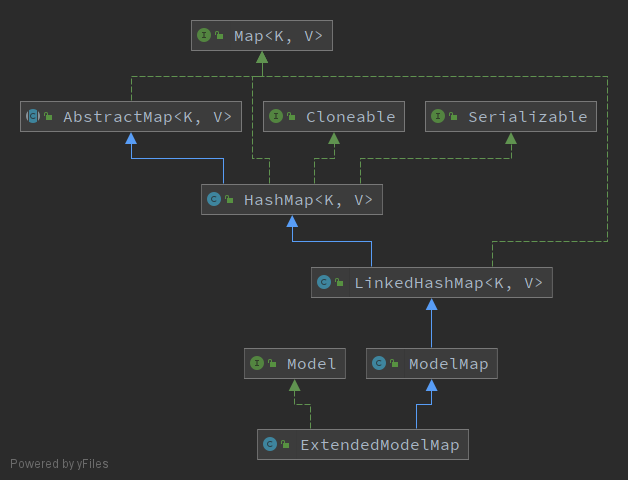 Map<K, V>
AbstractMap<K, V>
Cloneable
Serializable
HashMap<K, V>
LinkedHashMap<K, V>
Model
ModelMap
ExtendedModelMap
Powered by yFiles